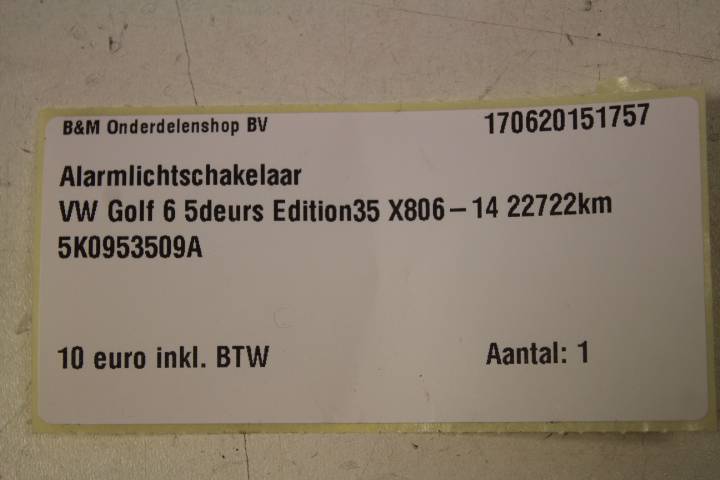 B&M Onderdelenshop BV 170620151757
Alarmlichtschakelaar
VW Golf 6 5deurs Edition35 X806-14 22722km
5K0953509A
10 euro inkl. BTW Aantal: 1